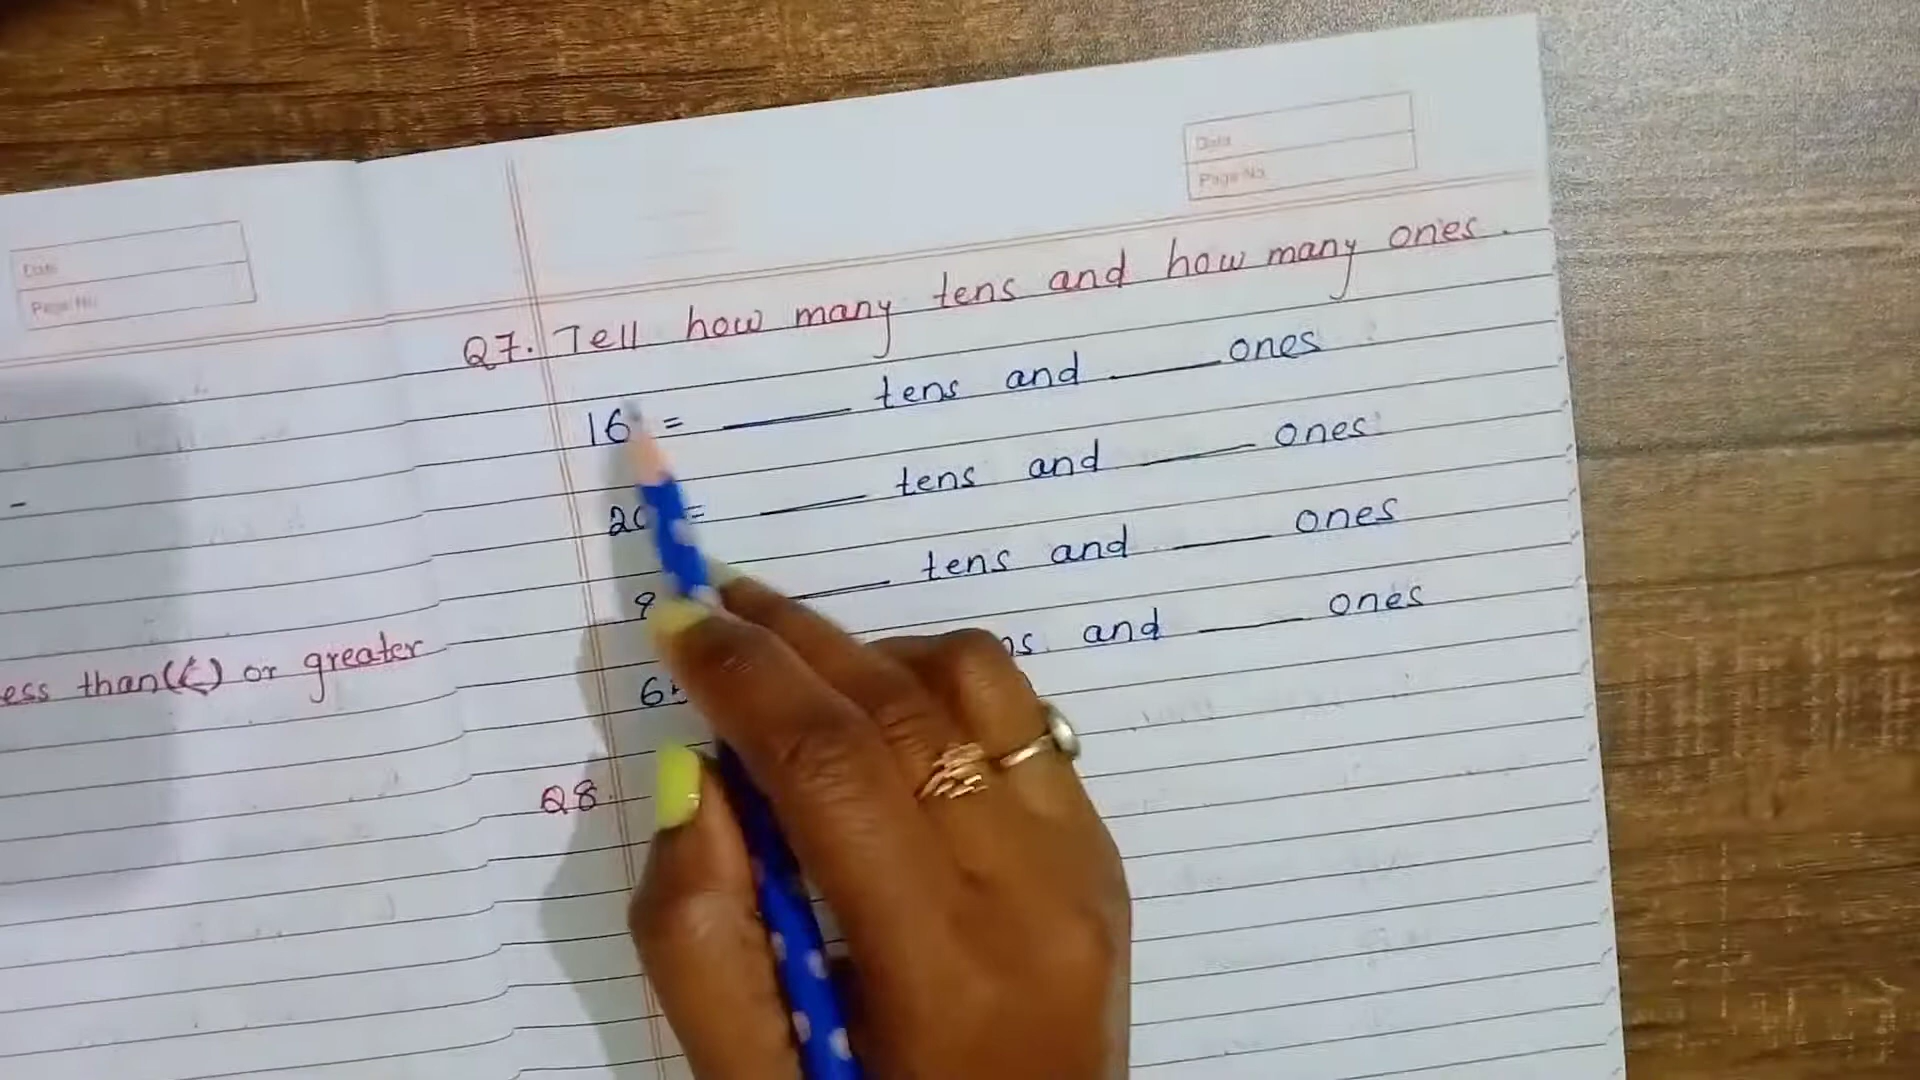 Date
Page No.
ess than(<) or greater
Date
Page No.
Q7. Tell how many tens and how many ones.
16 = ____ tens and ____ ones
20 = ____ tens and ____ ones
____ tens and ____ ones
and ____ ones
Q8.